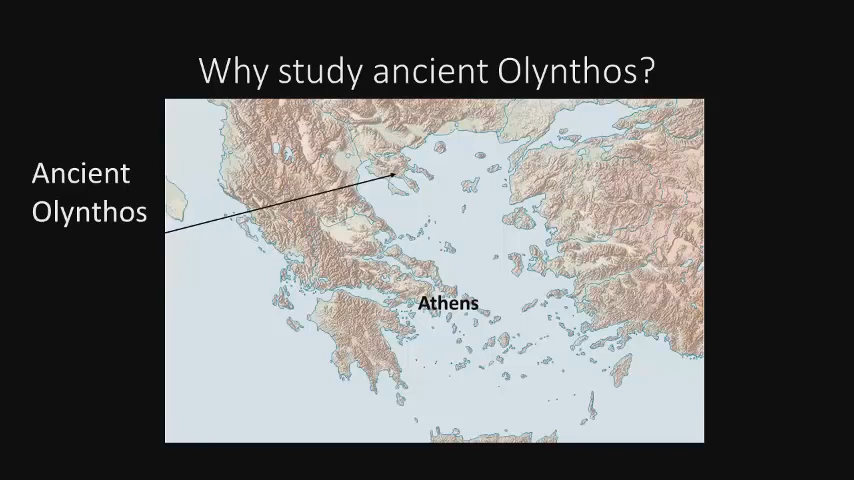 Why study ancient Olynthos?
Ancient
Olynthos
Athens